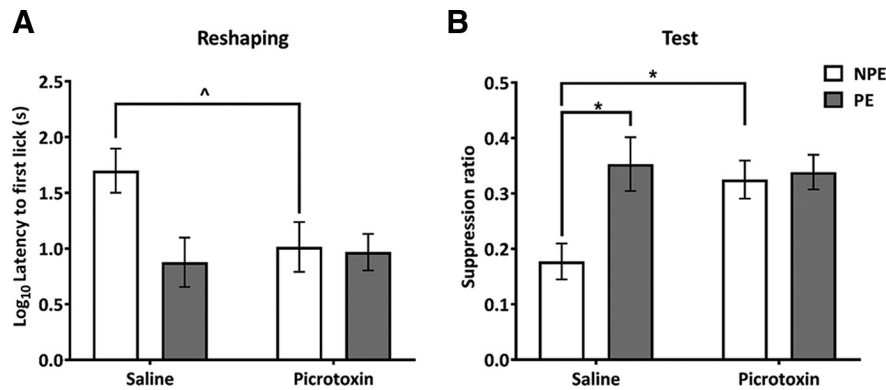 A
Reshaping
Log10 Latency to first lick (s)
2.5
2.0
1.5
1.0
0.5
0.0
^
Saline
Picrotoxin
B
Test
Suppression ratio
0.5
0.4
0.3
0.2
0.1
0.0
*
*
Saline
Picrotoxin
NPE
PE